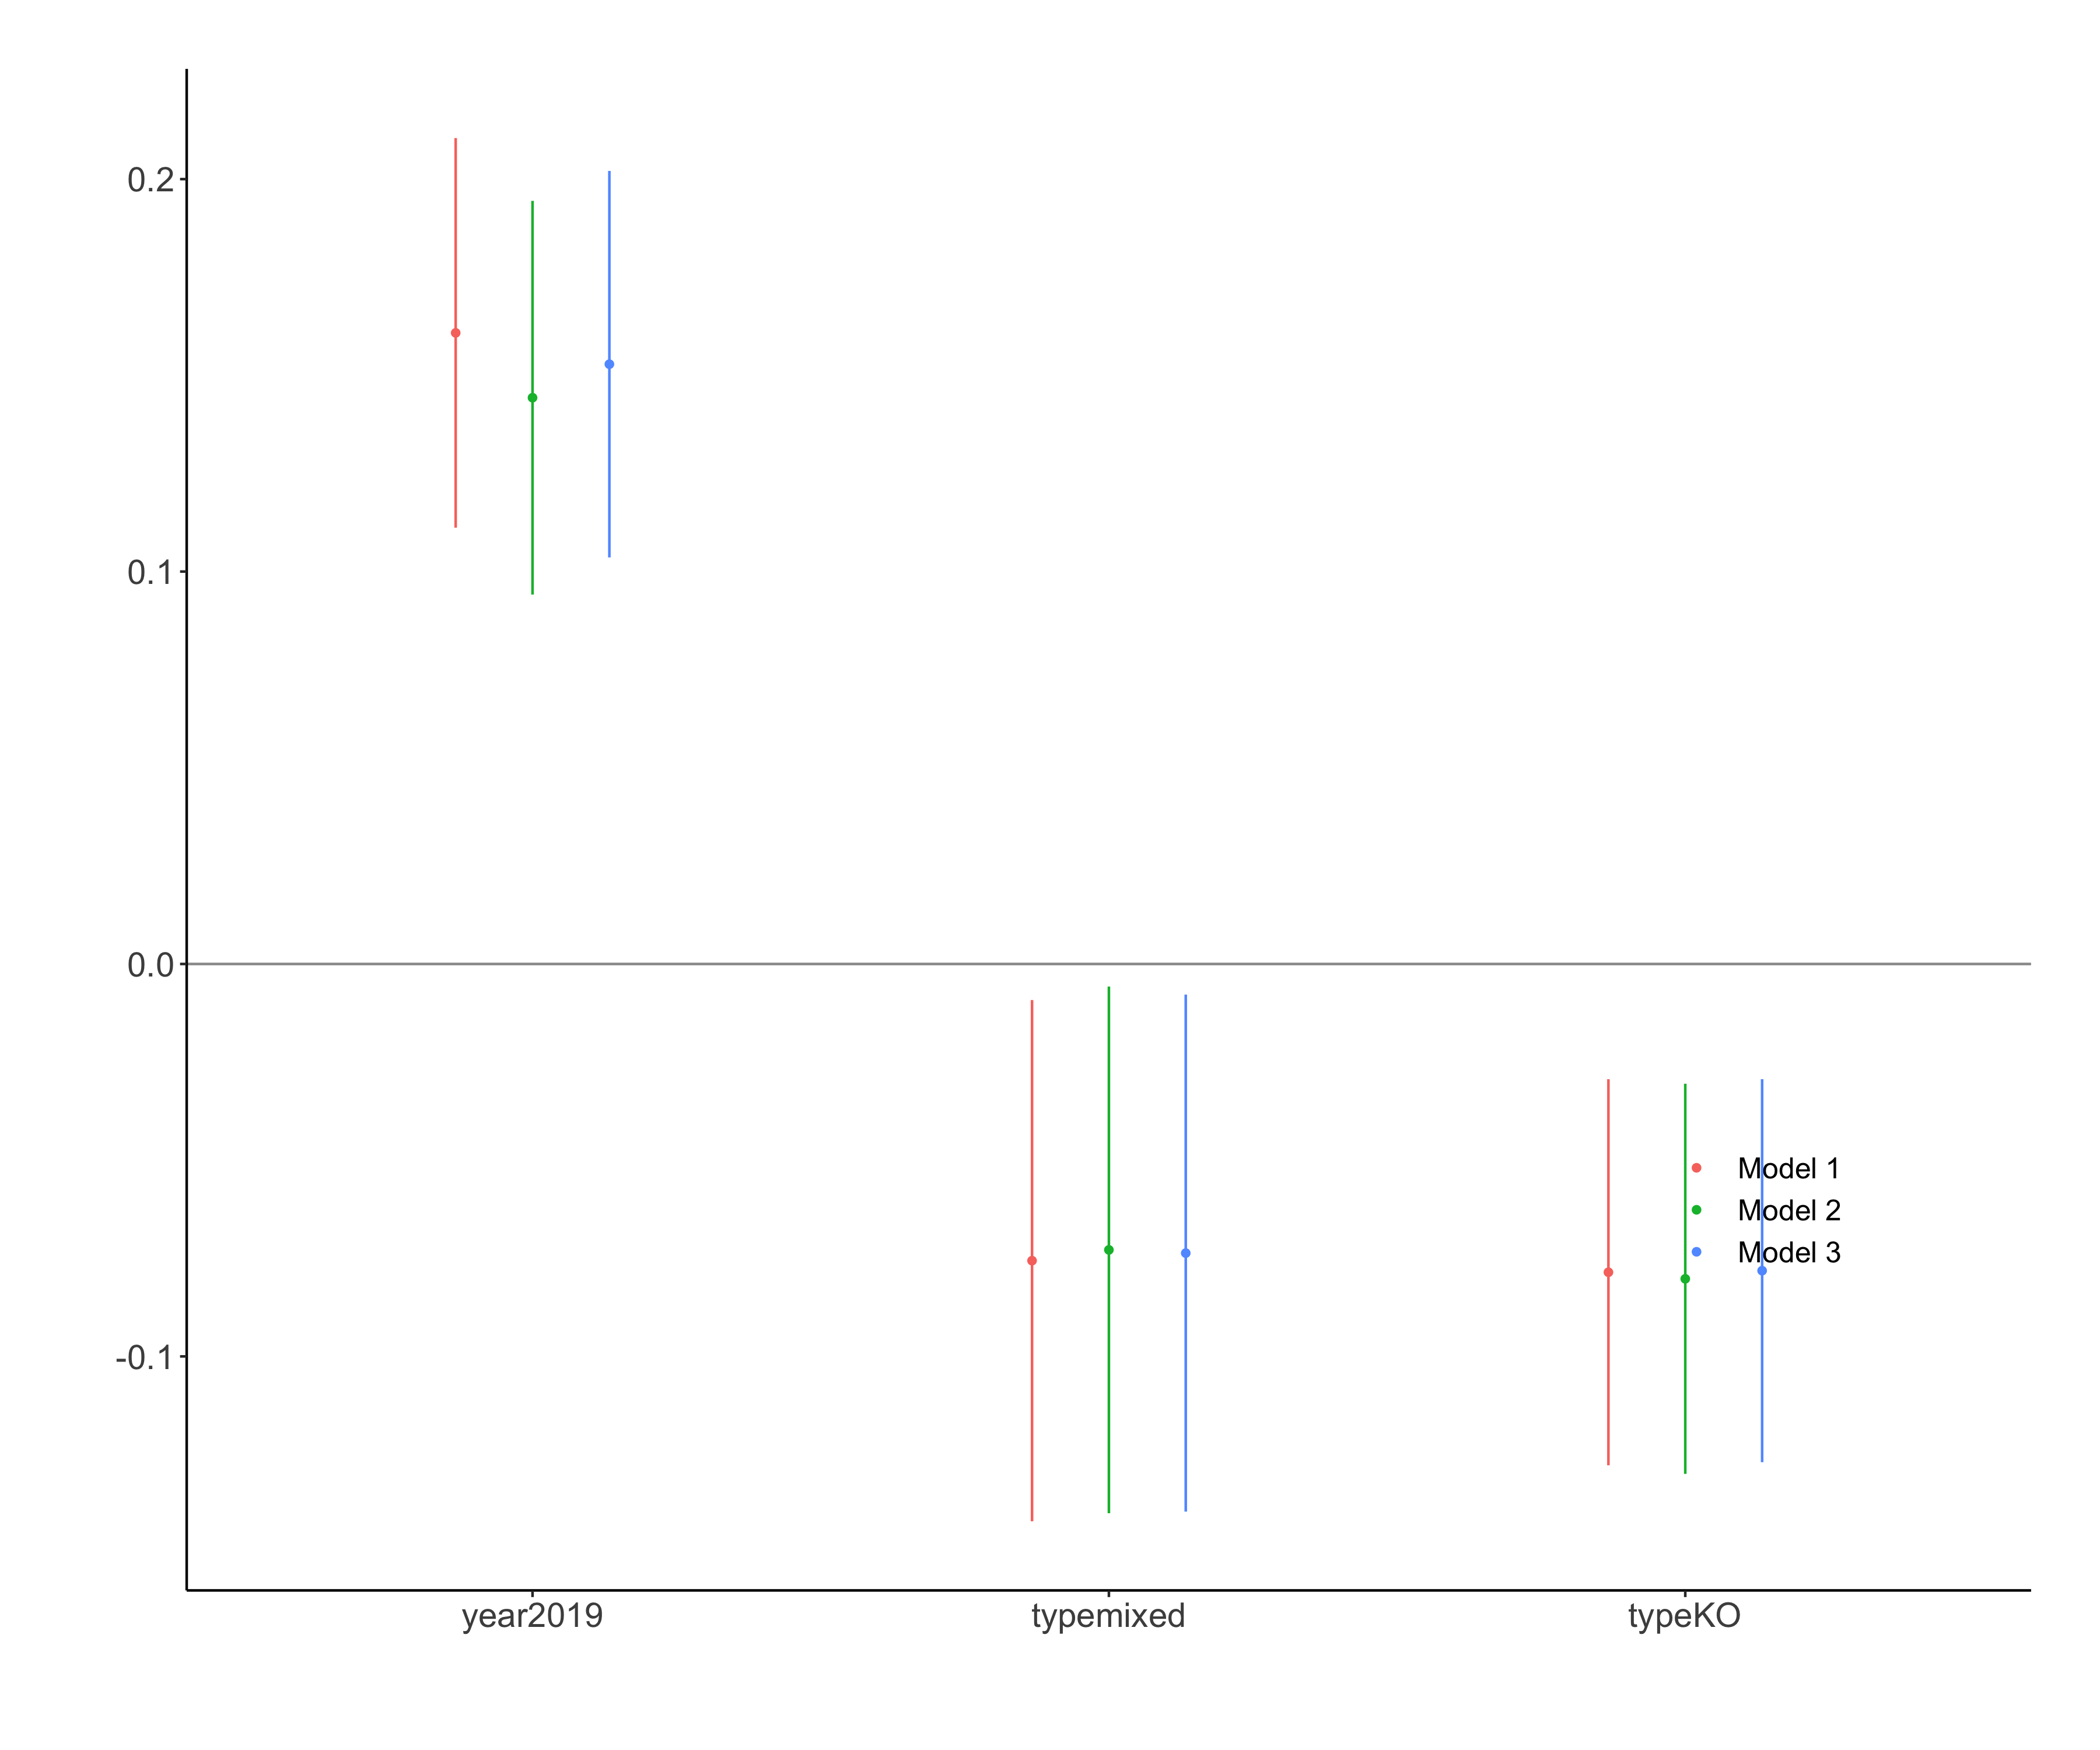 0.2
0.1
0.0
-0.1
Model 1
Model 2
Model 3
year2019
typemixed
typeKO